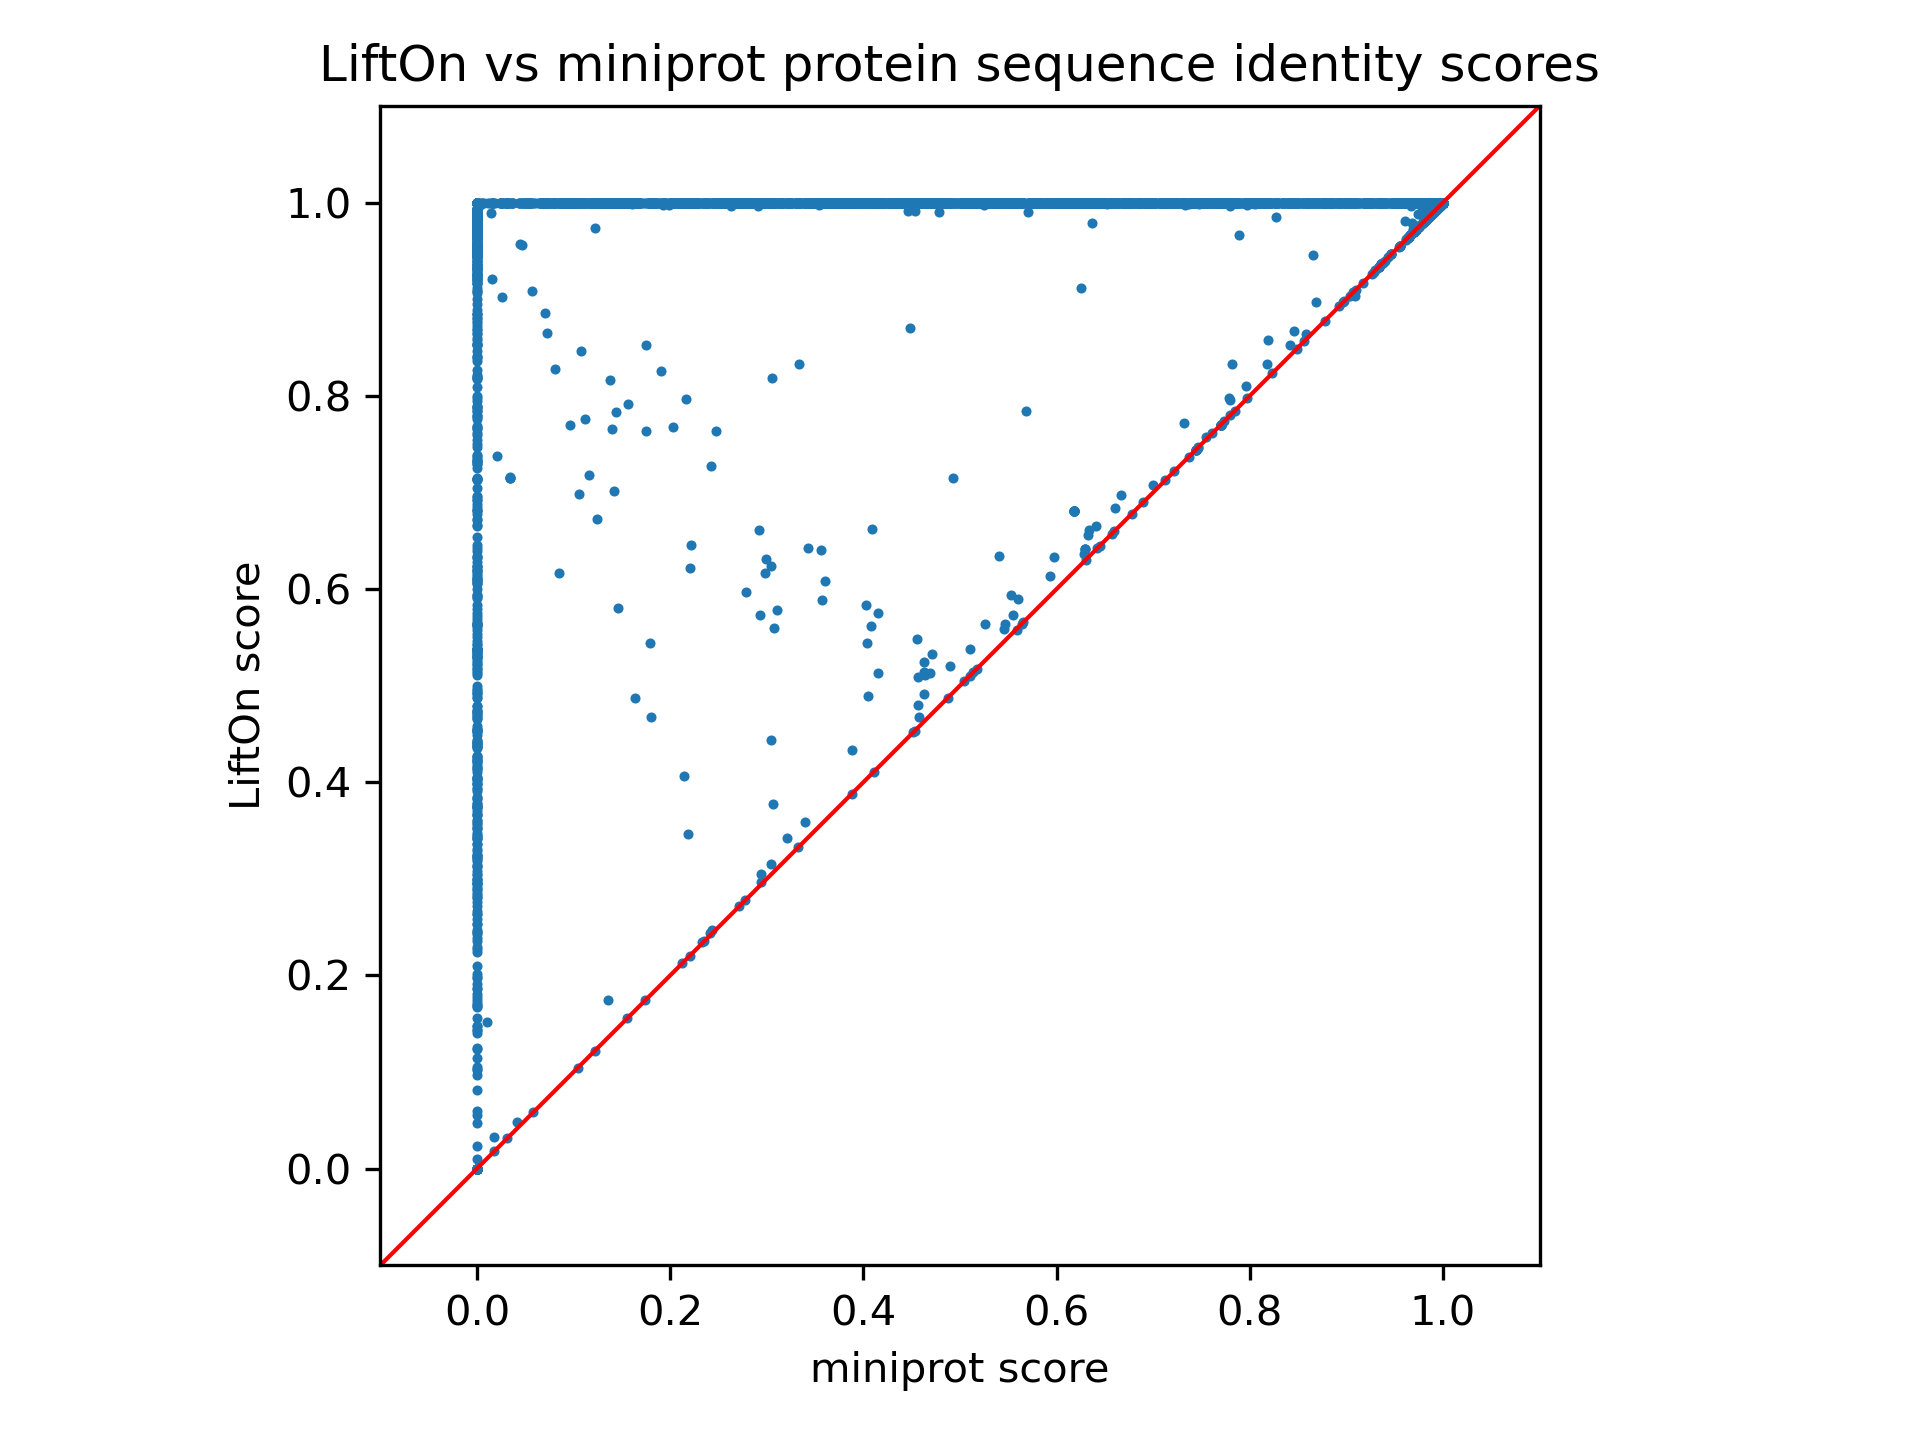 LiftOn vs miniprot protein sequence identity scores
1.0
0.8
0.6
0.4
0.2
0.0
LiftOn score
0.0 0.2 0.4 0.6 0.8 1.0
miniprot score